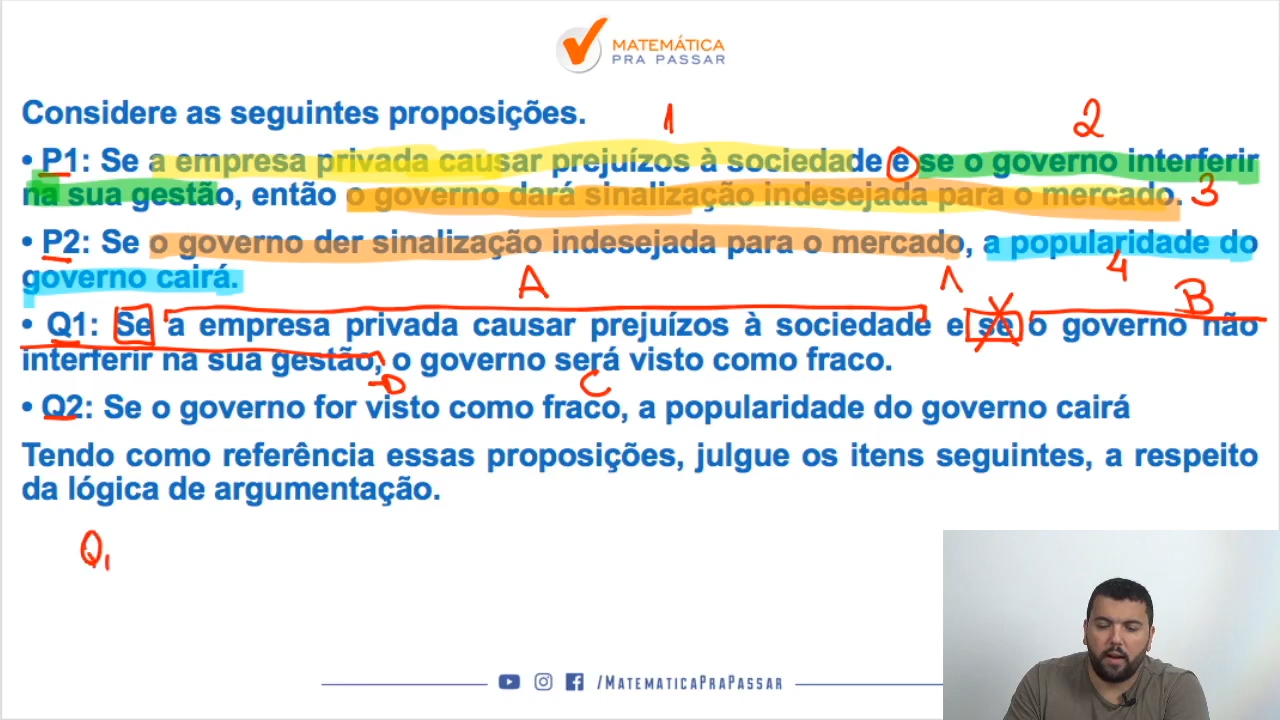 MATEMÁTICA
PRA PASSAR
1
2
Considere as seguintes proposições.
• P1: Se a empresa privada causar prejuízos à sociedade e se o governo interferir
na sua gestão, então o governo dará sinalização indesejada para o mercado. 3
• P2: Se o governo der sinalização indesejada para o mercado, a popularidade do
governo cairá.
4
A ∧ B
• Q1: Se a empresa privada causar prejuízos à sociedade e se o governo não
interferir na sua gestão, o governo será visto como fraco.
→ C
• Q2: Se o governo for visto como fraco, a popularidade do governo cairá
Tendo como referência essas proposições, julgue os itens seguintes, a respeito
da lógica de argumentação.
Q1
/MATEMATICAPRAPASSAR